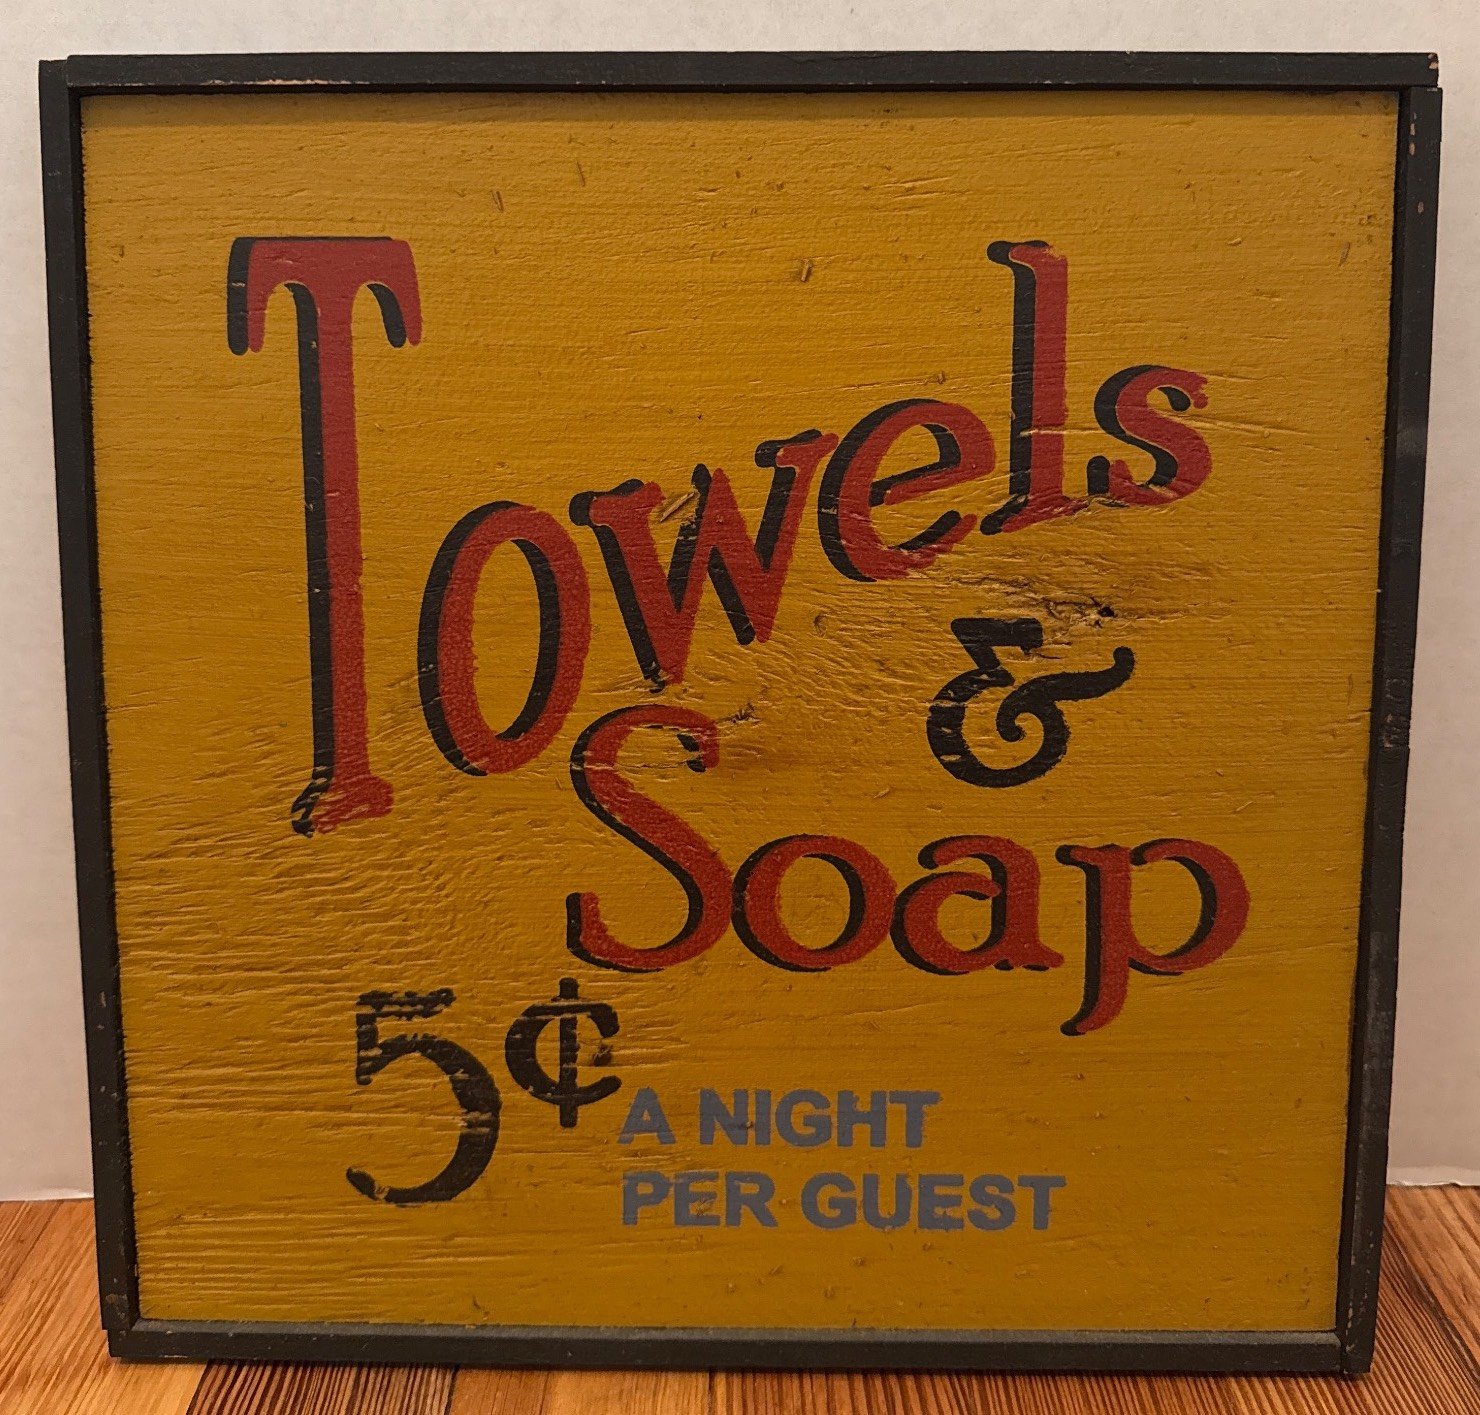 Towels
&
Soap
5¢ A NIGHT
PER GUEST